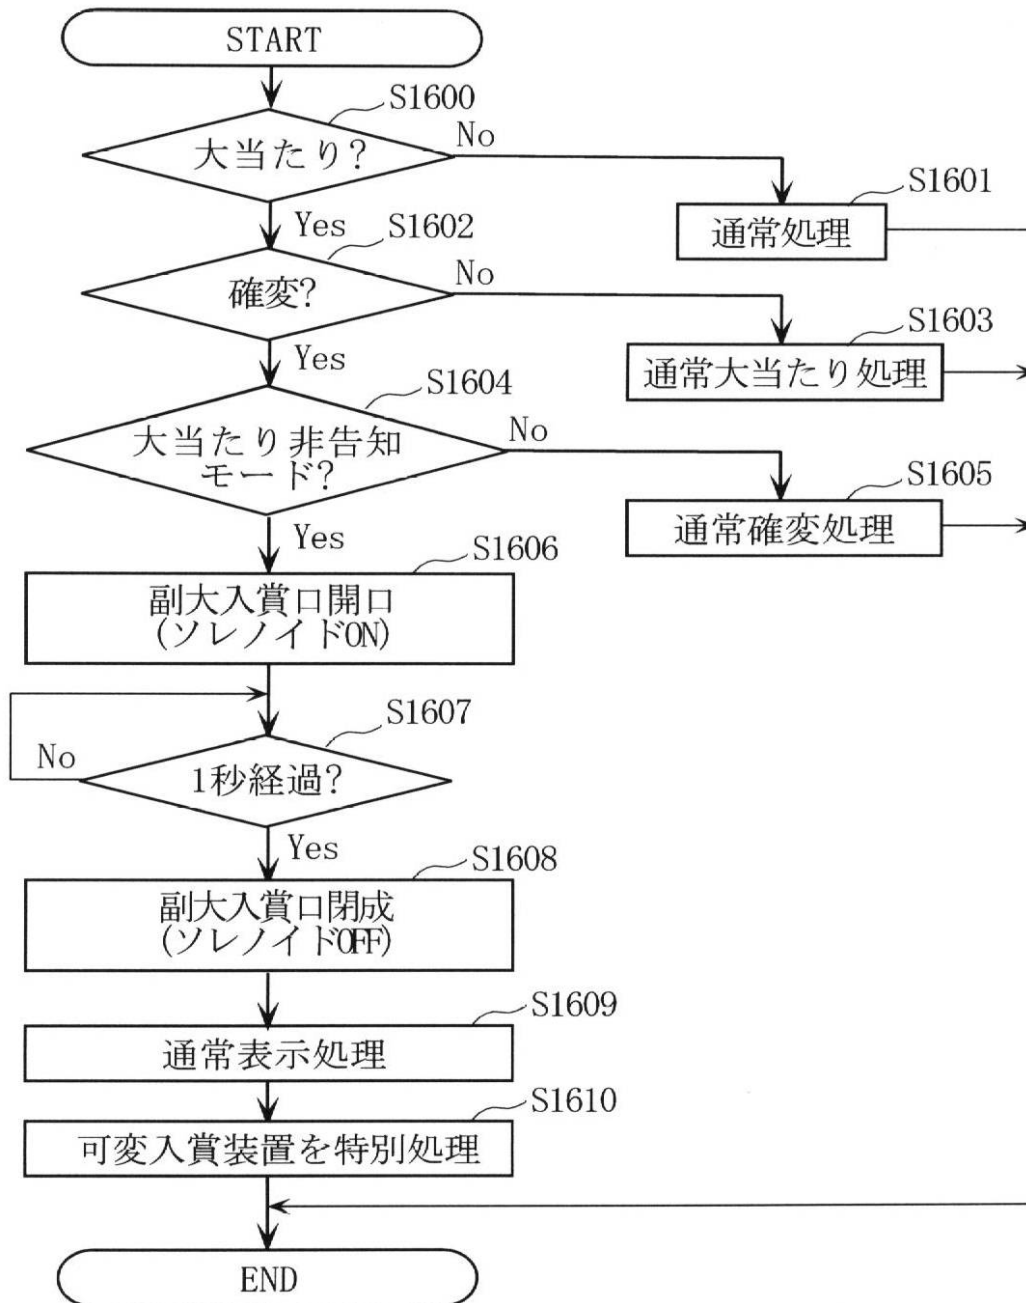 START
S1600
大当たり?
No
S1601
通常処理
Yes
S1602
確変?
No
S1603
通常大当たり処理
Yes
S1604
大当たり非告知
モード?
No
S1605
通常確変処理
Yes
S1606
副大入賞口開口
(ソレノイドON)
S1607
No
1秒経過?
Yes
S1608
副大入賞口閉成
(ソレノイドOFF)
S1609
通常表示処理
S1610
可変入賞装置を特別処理
END